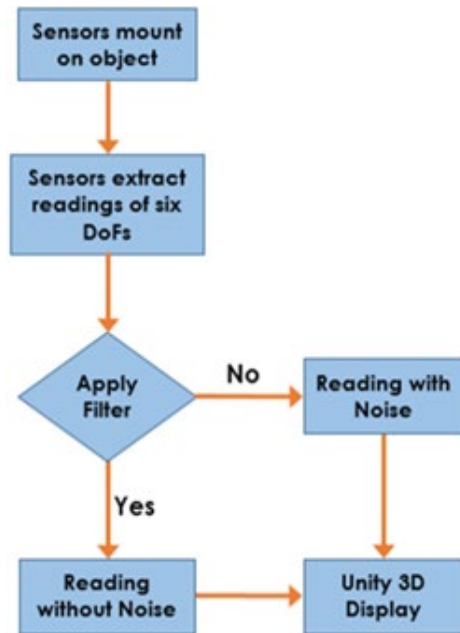 Sensors mount
on object
Sensors extract
readings of six
DoFs
Apply
Filter
No
Reading with
Noise
Yes
Reading
without Noise
Unity 3D
Display